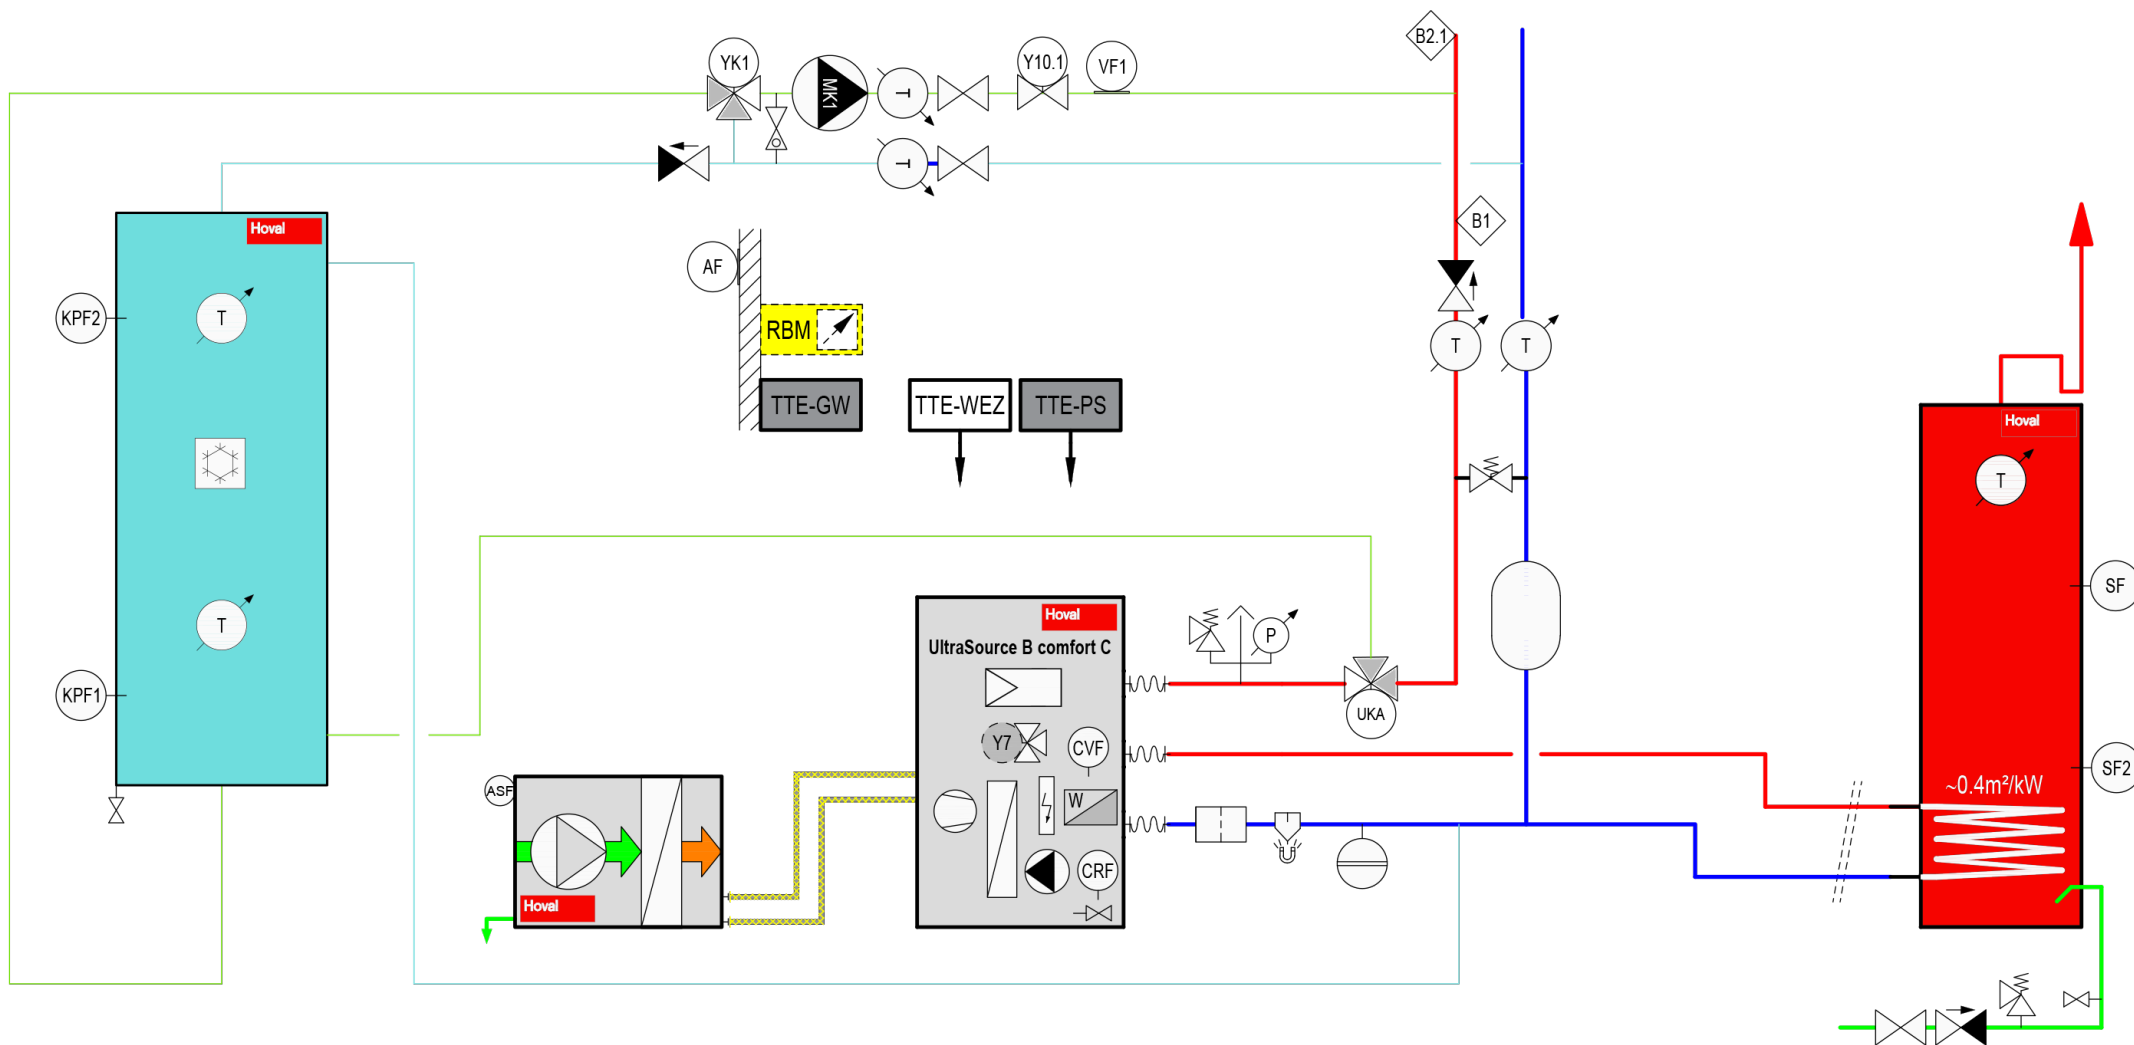 B2.1
YK1
MK1
T
Y10.1
VF1
T
B1
Hoval
AF
KPF2
T
RBM
T
T
TTE-GW
TTE-WEZ
TTE-PS
Hoval
T
SF
Hoval
T
P
UltraSource B comfort C
KPF1
UKA
Y7
CVF
SF2
~0.4m²/kW
ASF
W
CRF
Hoval